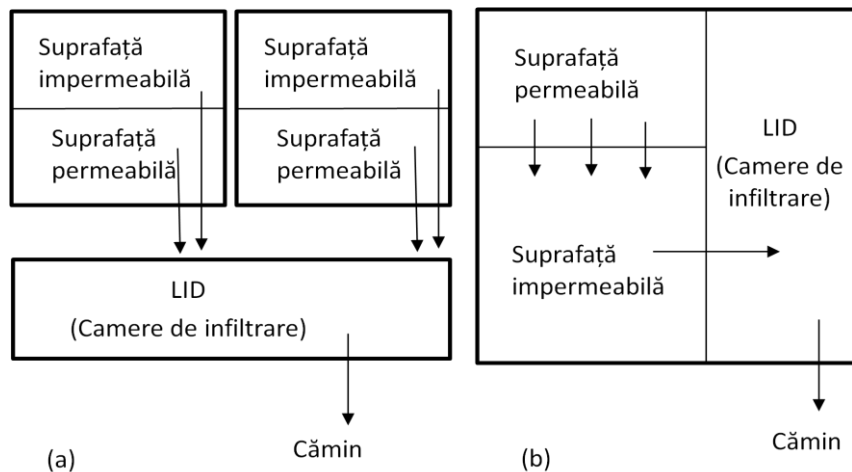 Suprafață
impermeabilă
Suprafață
permeabilă
Suprafață
impermeabilă
Suprafață
permeabilă
LID
(Camere de infiltrare)
Cămin
(a)
Suprafață
permeabilă
LID
(Camere de
infiltrare)
Suprafață
impermeabilă
Cămin
(b)